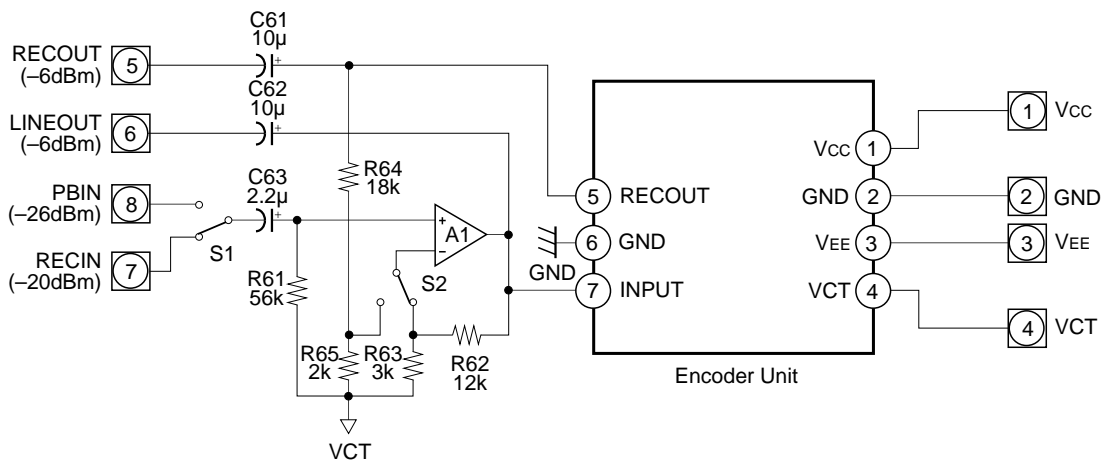 RECOUT
(–6dBm)
5
C61
10µ
LINEOUT
(–6dBm)
6
C62
10µ
PBIN
(–26dBm)
8
RECIN
(–20dBm)
7
S1
C63
2.2µ
+
+
+
R64
18k
R61
56k
+
–
A1
S2
R65
2k
R63
3k
R62
12k
VCT
5 RECOUT
6 GND
GND
7 INPUT
VCC 1
GND 2
VEE 3
VCT 4
Encoder Unit
1 VCC
2 GND
3 VEE
4 VCT